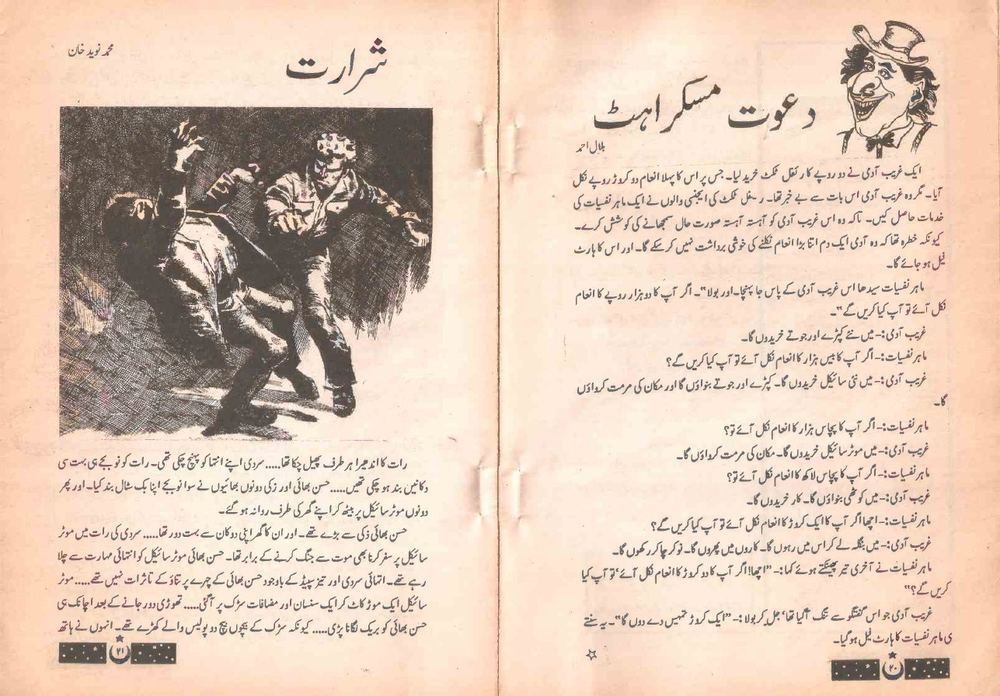 دعوت مسکراہٹ
بلال احمد
ایک غریب آدمی نے دو روپے کا رئفل ٹکٹ خرید لیا۔ جس پر اس کا پہلا انعام دو کروڑ روپے نکل
آیا۔ مگر وہ غریب آدمی اس بات سے بے خبر تھا۔ ٹکٹ کی ایجنسی والوں نے ایک ماہر نفسیات کی
خدمات حاصل کیں۔ تاکہ وہ اس غریب آدمی کو آہستہ آہستہ صورت حال سمجھانے کی کوشش کرے۔
کیونکہ خطرہ تھا کہ وہ آدمی ایک دم اتنا بڑا انعام نکلنے کی خوشی برداشت نہیں کر سکے گا۔ اور اس کا ہارٹ
فیل ہو جائے گا۔
ماہر نفسیات سیدھا اس غریب آدمی کے پاس جا پہنچا۔ اور بولا"۔ اگر آپ کا دو ہزار روپے کا انعام
نکل آئے تو آپ کیا کریں گے"۔
غریب آدمی:- میں نئے کپڑے اور جوتے خریدوں گا۔
ماہر نفسیات:- اگر آپ کا بیس ہزار کا انعام نکل آئے تو آپ کیا کریں گے؟
غریب آدمی:- میں نئی سائیکل خریدوں گا۔ کپڑے اور جوتے بنواؤں گا اور مکان کی مرمت کرواؤں
گا۔
ماہر نفسیات:- اگر آپ کا پچاس ہزار کا انعام نکل آئے تو؟
غریب آدمی:- میں موٹر سائیکل خریدوں گا۔ مکان کی مرمت کرواؤں گا۔
ماہر نفسیات:- اگر آپ کا پچاس لاکھ کا انعام نکل آئے تو؟
غریب آدمی:- میں کوٹھی بنواؤں گا۔ کار خریدوں گا۔
ماہر نفسیات:- اچھا اگر آپ کا ایک کروڑ کا انعام نکل آئے تو آپ کیا کریں گے؟
غریب آدمی:- میں بنگلہ لے کر اس میں رہوں گا۔ کاروں میں پھروں گا۔ نوکر چاکر رکھوں گا۔
ماہر نفسیات نے آخری تیر پھینکتے ہوئے کہا:- "اچھا! اگر آپ کا دو کروڑ کا انعام نکل آئے' تو آپ کیا
کریں گے؟"
غریب آدمی جو اس گفتگو سے تنگ آ گیا تھا' جل کر بولا:- "ایک کروڑ تمہیں دے دوں گا"۔ یہ سنتے
ہی ماہر نفسیات کا ہارٹ فیل ہو گیا۔
۲۰
شرارت
محمد نوید خان
رات کا اندھیرا ہر طرف پھیل چکا تھا..... سردی اپنے انتہا کو پہنچ چکی تھی۔ رات کو نو بجے ہی بہت سی
دکانیں بند ہو چکی تھیں..... حسن بھائی اور زکی دونوں بھائیوں نے سوا نو بجے اپنا بک سٹال بند کیا۔ اور پھر
دونوں موٹر سائیکل پر بیٹھ کر اپنے گھر کی طرف روانہ ہو گئے۔
حسن بھائی ذکی سے بڑے تھے۔ اور ان کا گھر اپنی دوکان سے بہت دور تھا..... سردی کی رات میں موٹر
سائیکل پر سفر کرنا بھی موت سے جنگ کرنے کے برابر تھا۔ حسن بھائی موٹر سائیکل کو انتہائی مہارت سے چلا
رہے تھے۔ انتہائی سردی اور تیز سپیڈ کے باوجود حسن بھائی کے چہرے پر تناؤ کے تاثرات نہیں تھے..... موٹر
سائیکل ایک موڑ کاٹ کر ایک سنسان اور مضافات سڑک پر آ گئی..... تھوڑی دور جانے کے بعد اچانک ہی
حسن بھائی کو بریک لگانا پڑی..... کیونکہ سڑک کے بیچوں بیچ دو پولیس والے کھڑے تھے۔ انہوں نے ہاتھ
۲۱